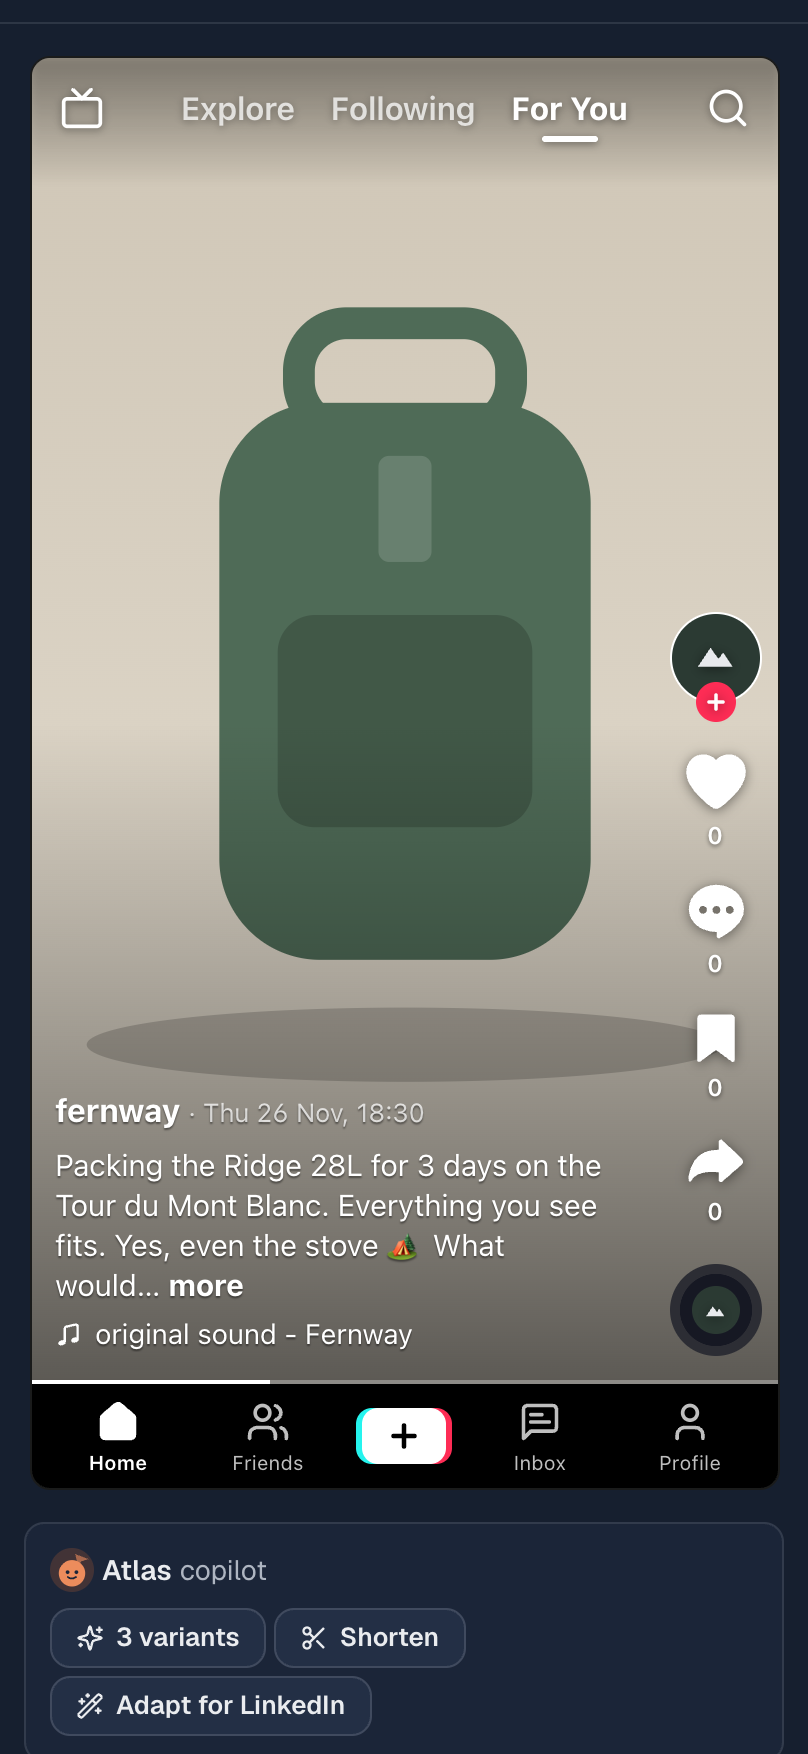 Explore Following For You
0
0
0
0
fernway · Thu 26 Nov, 18:30
Packing the Ridge 28L for 3 days on the
Tour du Mont Blanc. Everything you see
fits. Yes, even the stove 🏕️ What
would... more
original sound - Fernway
Home Friends Inbox Profile
Atlas copilot
3 variants Shorten
Adapt for LinkedIn